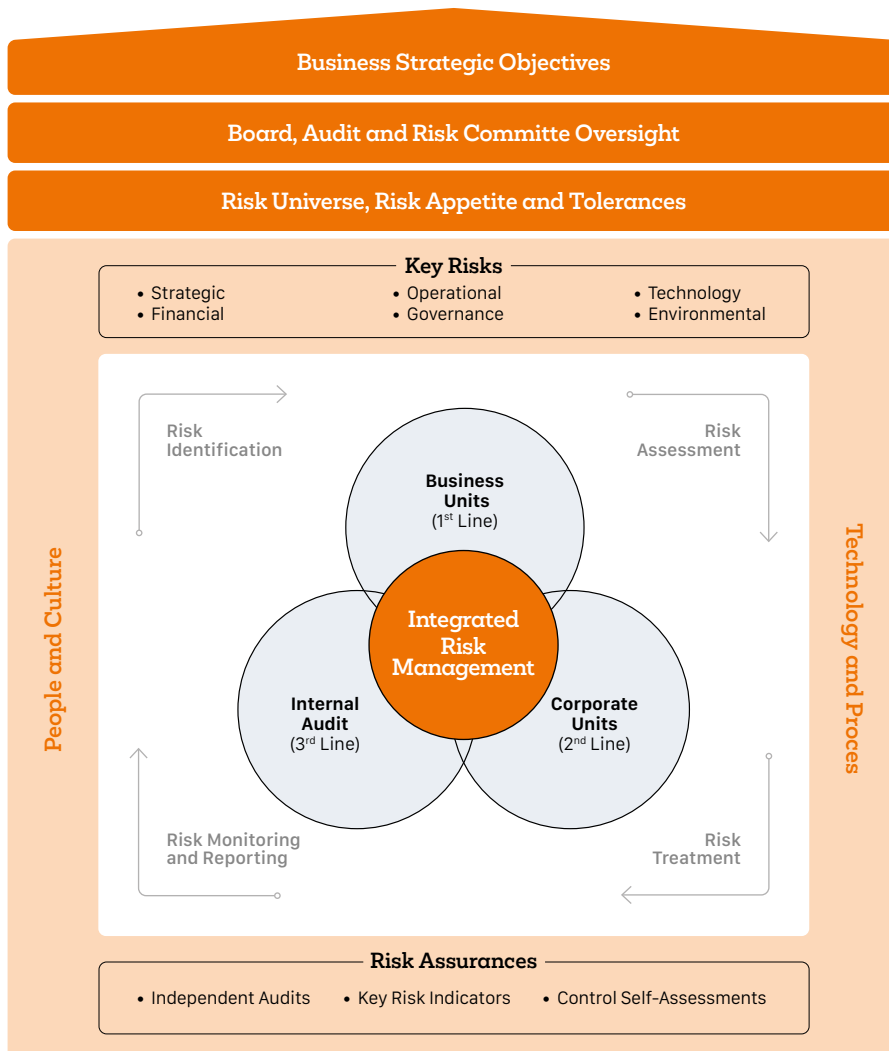 Business Strategic Objectives
Board, Audit and Risk Committe Oversight
Risk Universe, Risk Appetite and Tolerances
Key Risks
• Strategic
• Financial
• Operational
• Governance
• Technology
• Environmental
Risk
Identification
Risk
Assessment
Business
Units
(1st Line)
People and Culture
Technology and Proces
Integrated
Risk
Management
Internal
Audit
(3rd Line)
Corporate
Units
(2nd Line)
Risk Monitoring
and Reporting
Risk
Treatment
Risk Assurances
• Independent Audits
• Key Risk Indicators
• Control Self-Assessments